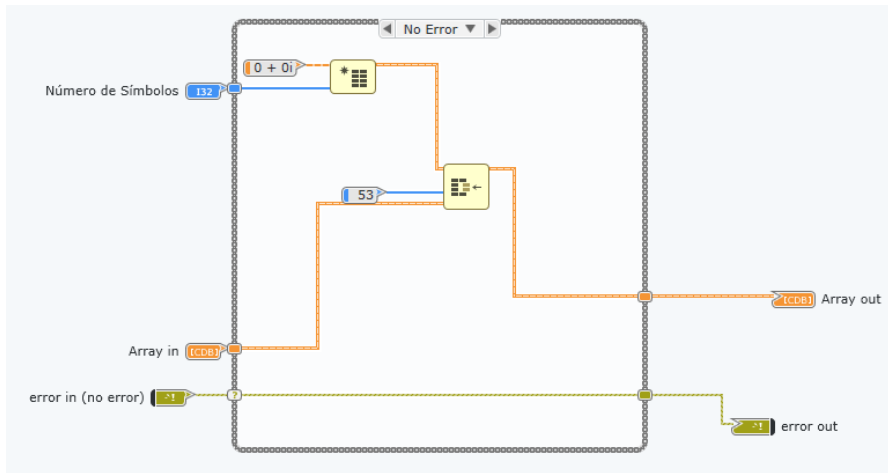 No Error
0 + 0i
Número de Símbolos
I32
53
[CDB]
Array out
Array in
[CDB]
error in (no error)
?
error out